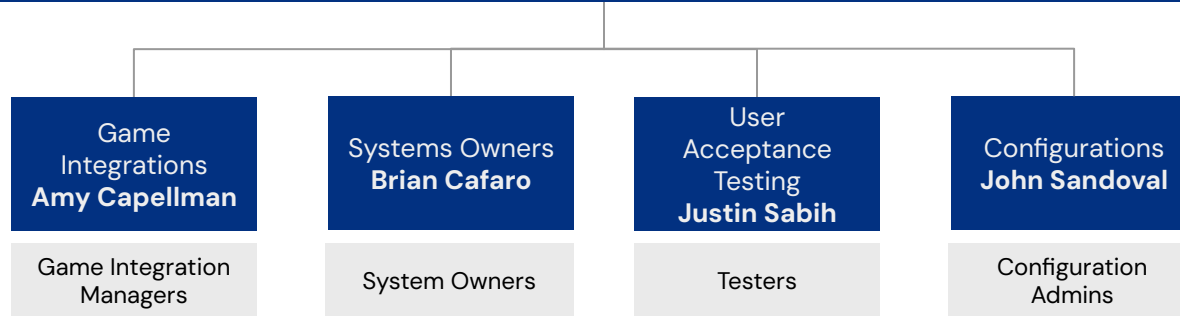 Game
Integrations
Amy Capellman
Systems Owners
Brian Cafaro
User
Acceptance
Testing
Justin Sabih
Configurations
John Sandoval
Game Integration
Managers
System Owners
Testers
Configuration
Admins